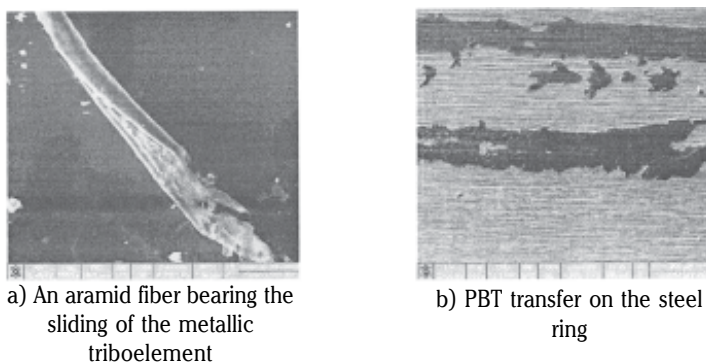 a) An aramid fiber bearing the
sliding of the metallic
triboelement
b) PBT transfer on the steel
ring